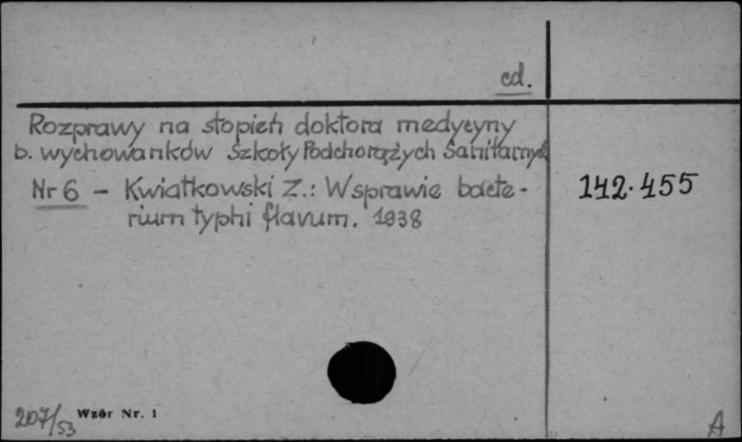 cd.
Rozprawy na stopień doktora medycyny
b. wychowanków Szkoły Podchorążych Sanitarnych
Nr 6 - Kwiatkowski Z.: W sprawie bacte- 142.455
rium typhi flavum. 1938
207/53 Wzór Nr. 1 A